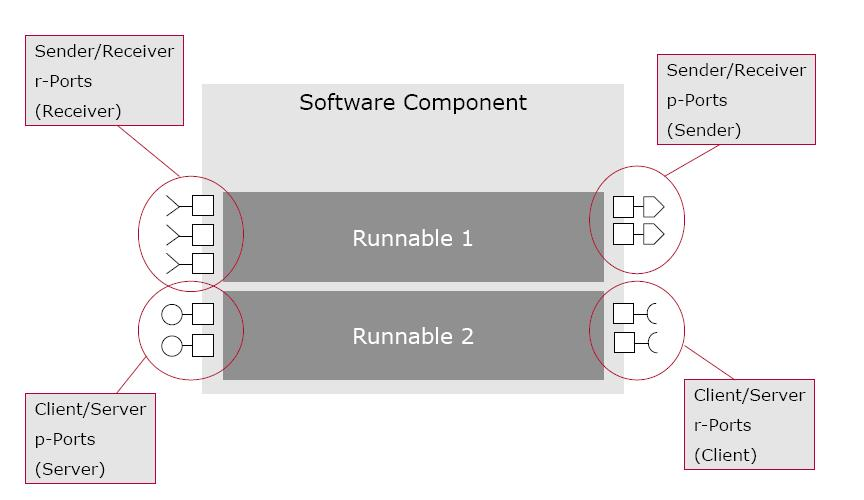 Sender/Receiver
r-Ports
(Receiver)
Sender/Receiver
p-Ports
(Sender)
Software Component
Runnable 1
Runnable 2
Client/Server
p-Ports
(Server)
Client/Server
r-Ports
(Client)